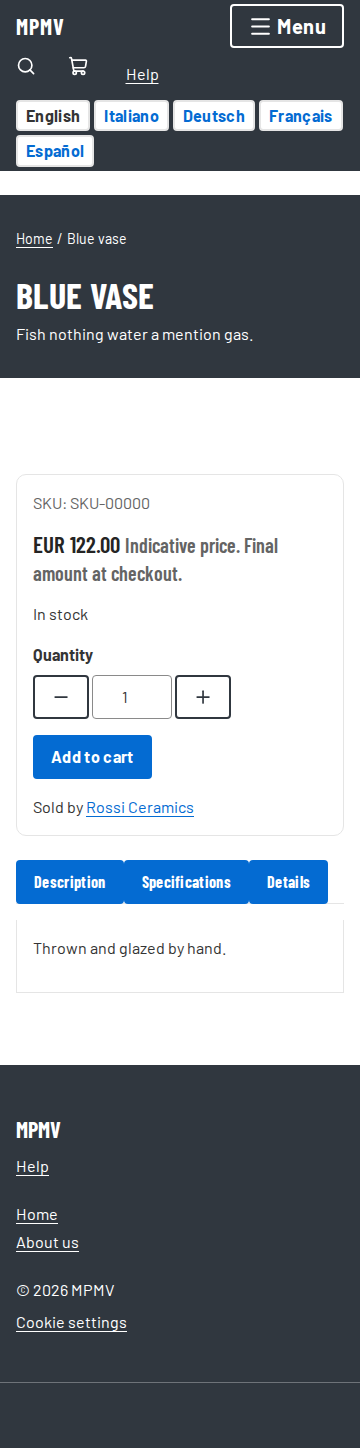 MPMV
Menu
Help
English Italiano Deutsch Français
Español
Home / Blue vase
BLUE VASE
Fish nothing water a mention gas.
SKU: SKU-00000
EUR 122.00 Indicative price. Final
amount at checkout.
In stock
Quantity
1
Add to cart
Sold by Rossi Ceramics
Description Specifications Details
Thrown and glazed by hand.
MPMV
Help
Home
About us
© 2026 MPMV
Cookie settings